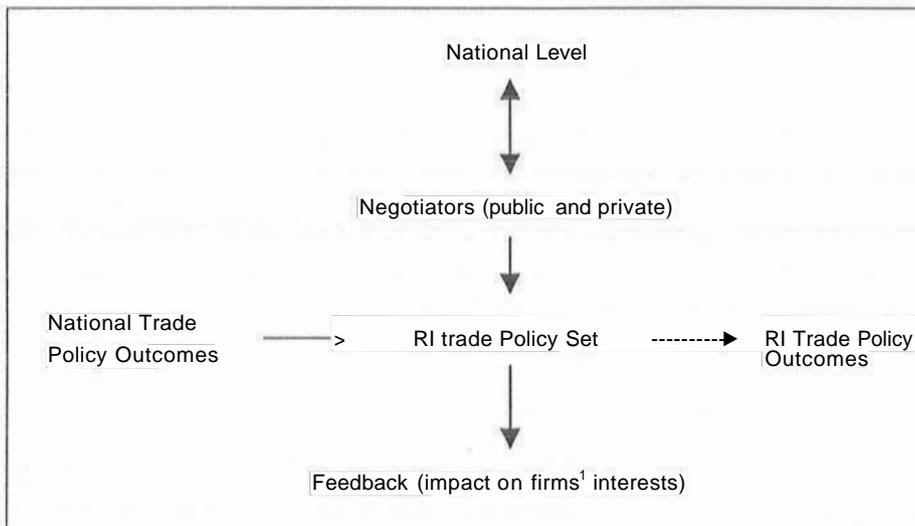 National Level
Negotiators (public and private)
National Trade
Policy Outcomes
>
RI trade Policy Set
RI Trade Policy
Outcomes
Feedback (impact on firms¹ interests)